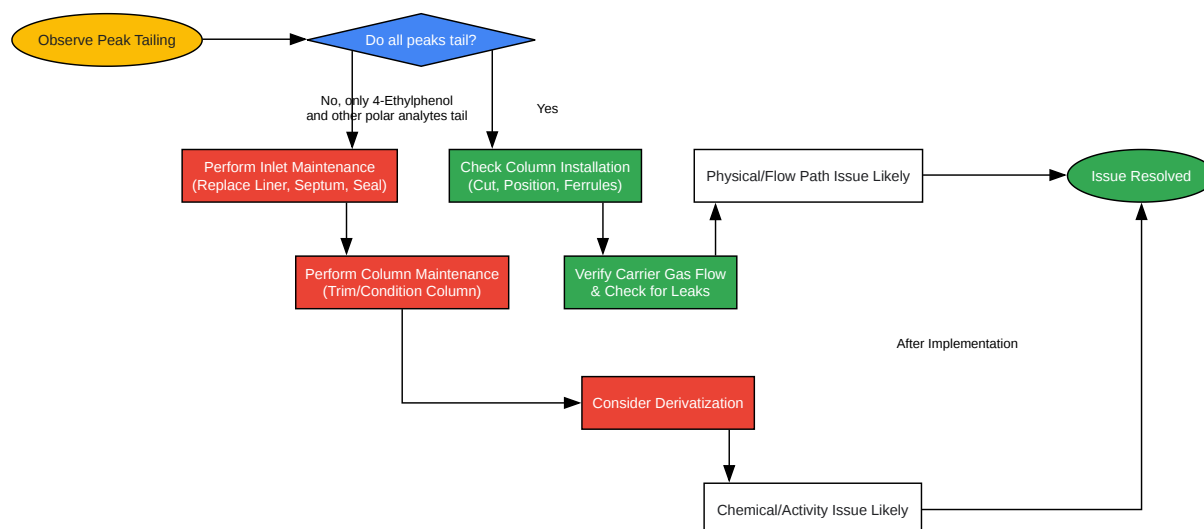 Observe Peak Tailing
Do all peaks tail?
No, only 4-Ethylphenol
and other polar analytes tail
Yes
Perform Inlet Maintenance
(Replace Liner, Septum, Seal)
Check Column Installation
(Cut, Position, Ferrules)
Physical/Flow Path Issue Likely
Issue Resolved
Perform Column Maintenance
(Trim/Condition Column)
Verify Carrier Gas Flow
& Check for Leaks
After Implementation
Consider Derivatization
Chemical/Activity Issue Likely